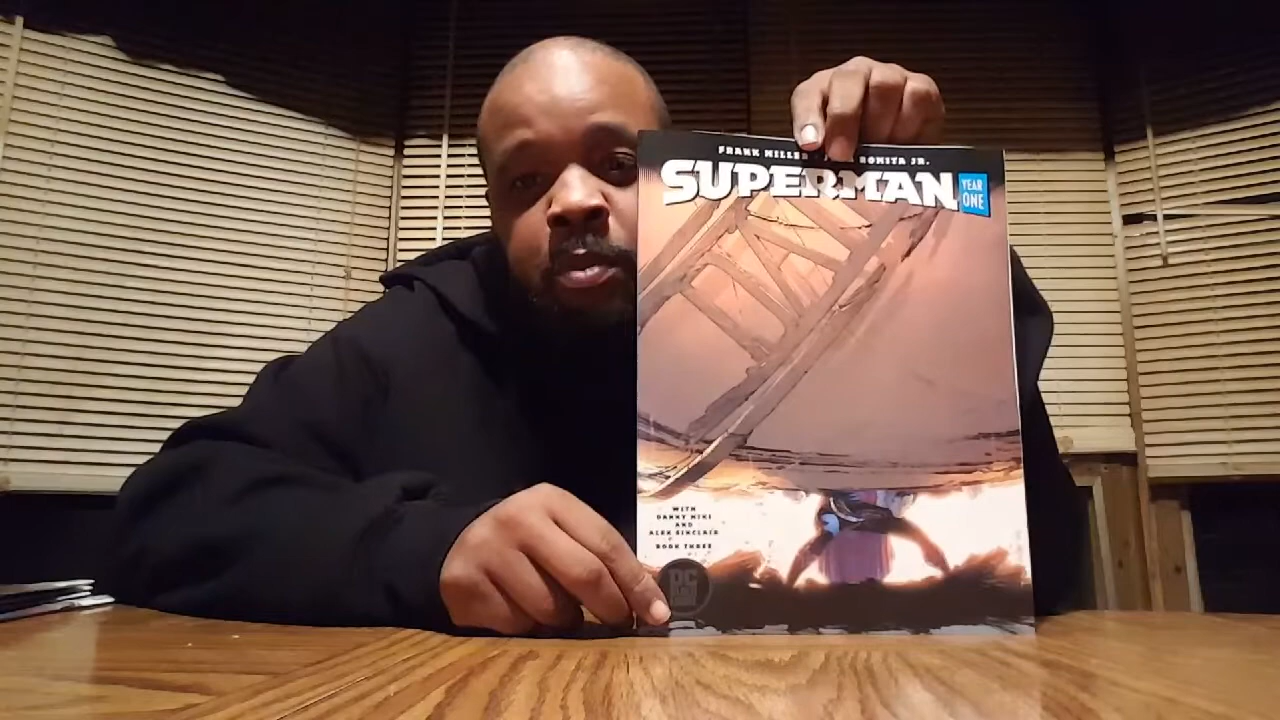 FRANK MILLER ROMITA JR.
SUPERMAN
YEAR
ONE
WITH
DANNY MIKI
AND
ALEX SINCLAIR
BOOK THREE
DC